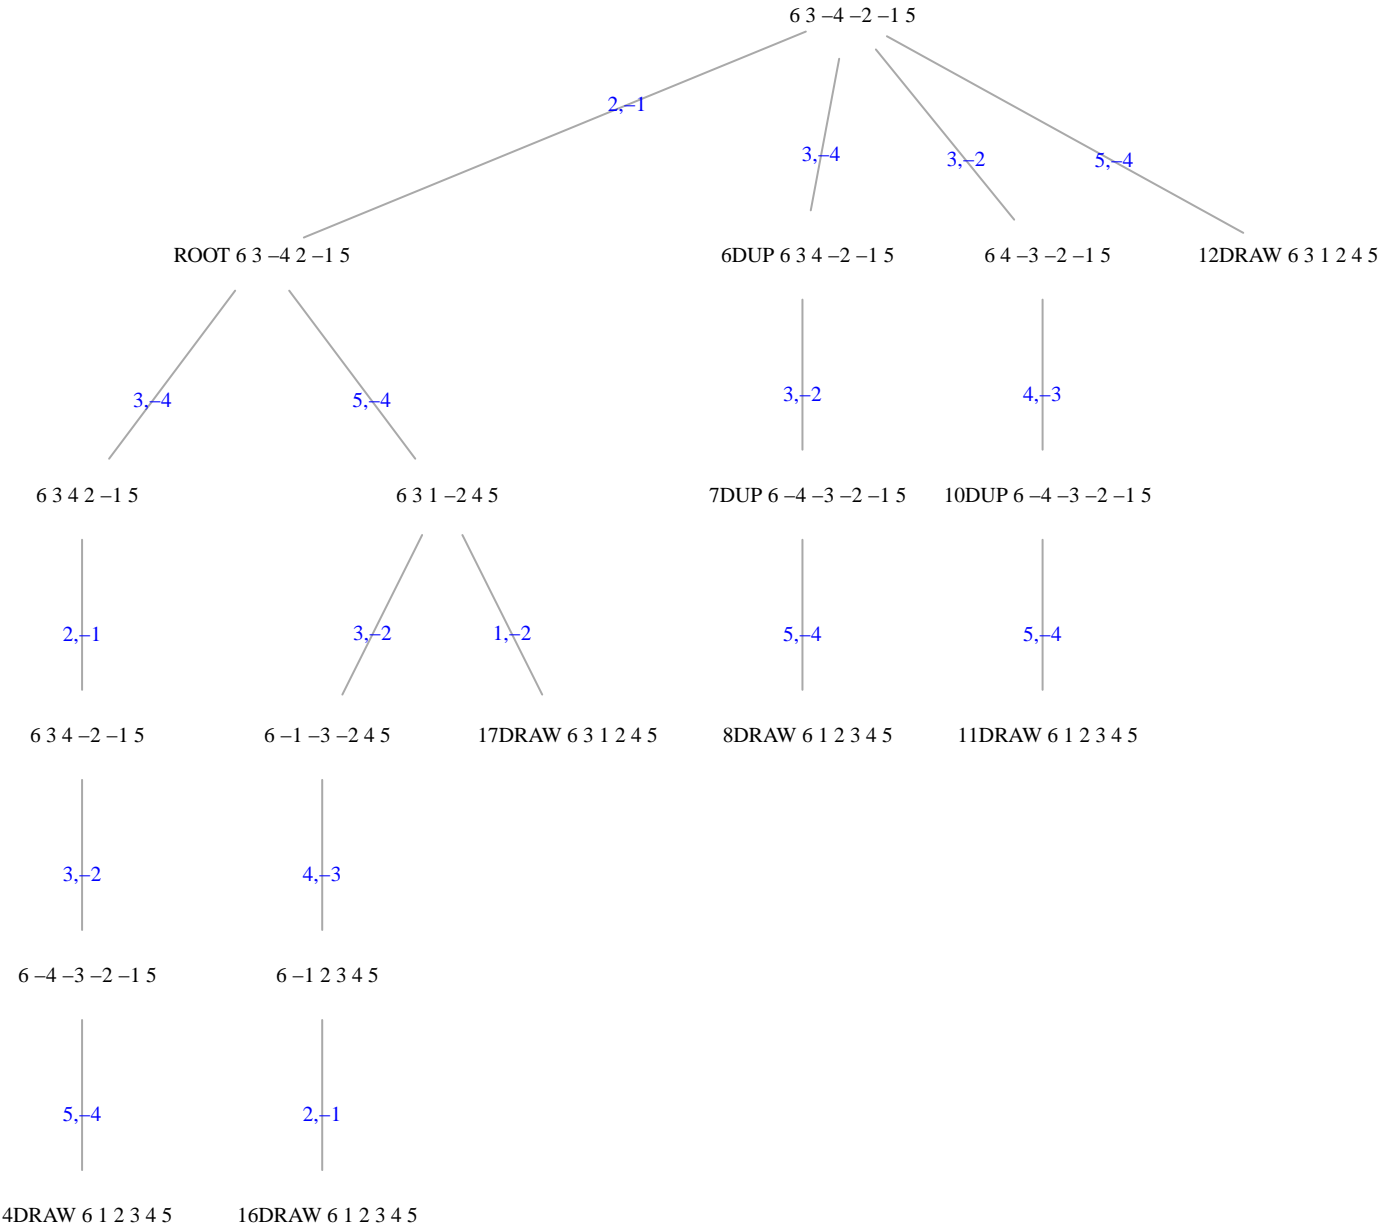 6 3 –4 –2 –1 5
2,–1
3,–4
3,–2
5,–4
ROOT 6 3 –4 2 –1 5
6DUP 6 3 4 –2 –1 5
6 4 –3 –2 –1 5
12DRAW 6 3 1 2 4 5
3,–4
5,–4
3,–2
4,–3
6 3 4 2 –1 5
6 3 1 –2 4 5
7DUP 6 –4 –3 –2 –1 5
10DUP 6 –4 –3 –2 –1 5
2,–1
3,–2
1,–2
5,–4
5,–4
6 3 4 –2 –1 5
6 –1 –3 –2 4 5
17DRAW 6 3 1 2 4 5
8DRAW 6 1 2 3 4 5
11DRAW 6 1 2 3 4 5
3,–2
4,–3
6 –4 –3 –2 –1 5
6 –1 2 3 4 5
5,–4
2,–1
4DRAW 6 1 2 3 4 5
16DRAW 6 1 2 3 4 5